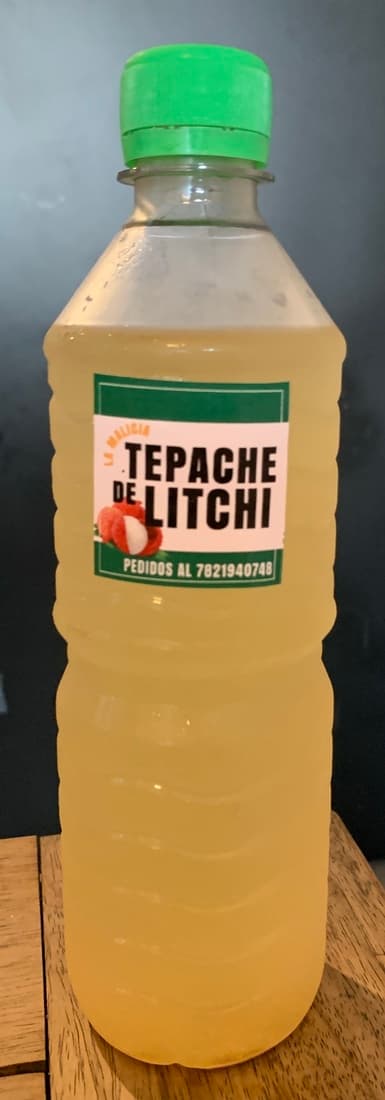 LA MALICIA
TEPACHE
DE LITCHI
PEDIDOS AL 7821940748